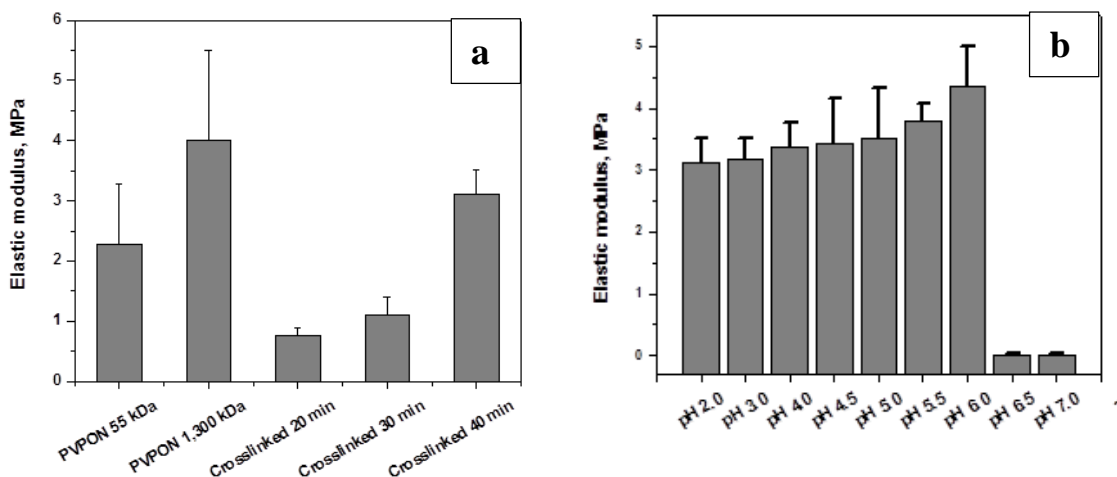 a
Elastic modulus, MPa
6
5
4
3
2
1
0
PVPON 55 kDa
PVPON 1,300 kDa
Crosslinked 20 min
Crosslinked 30 min
Crosslinked 40 min
b
Elastic modulus, MPa
5
4
3
2
1
0
pH 2.0
pH 3.0
pH 4.0
pH 4.5
pH 5.0
pH 5.5
pH 6.0
pH 6.5
pH 7.0